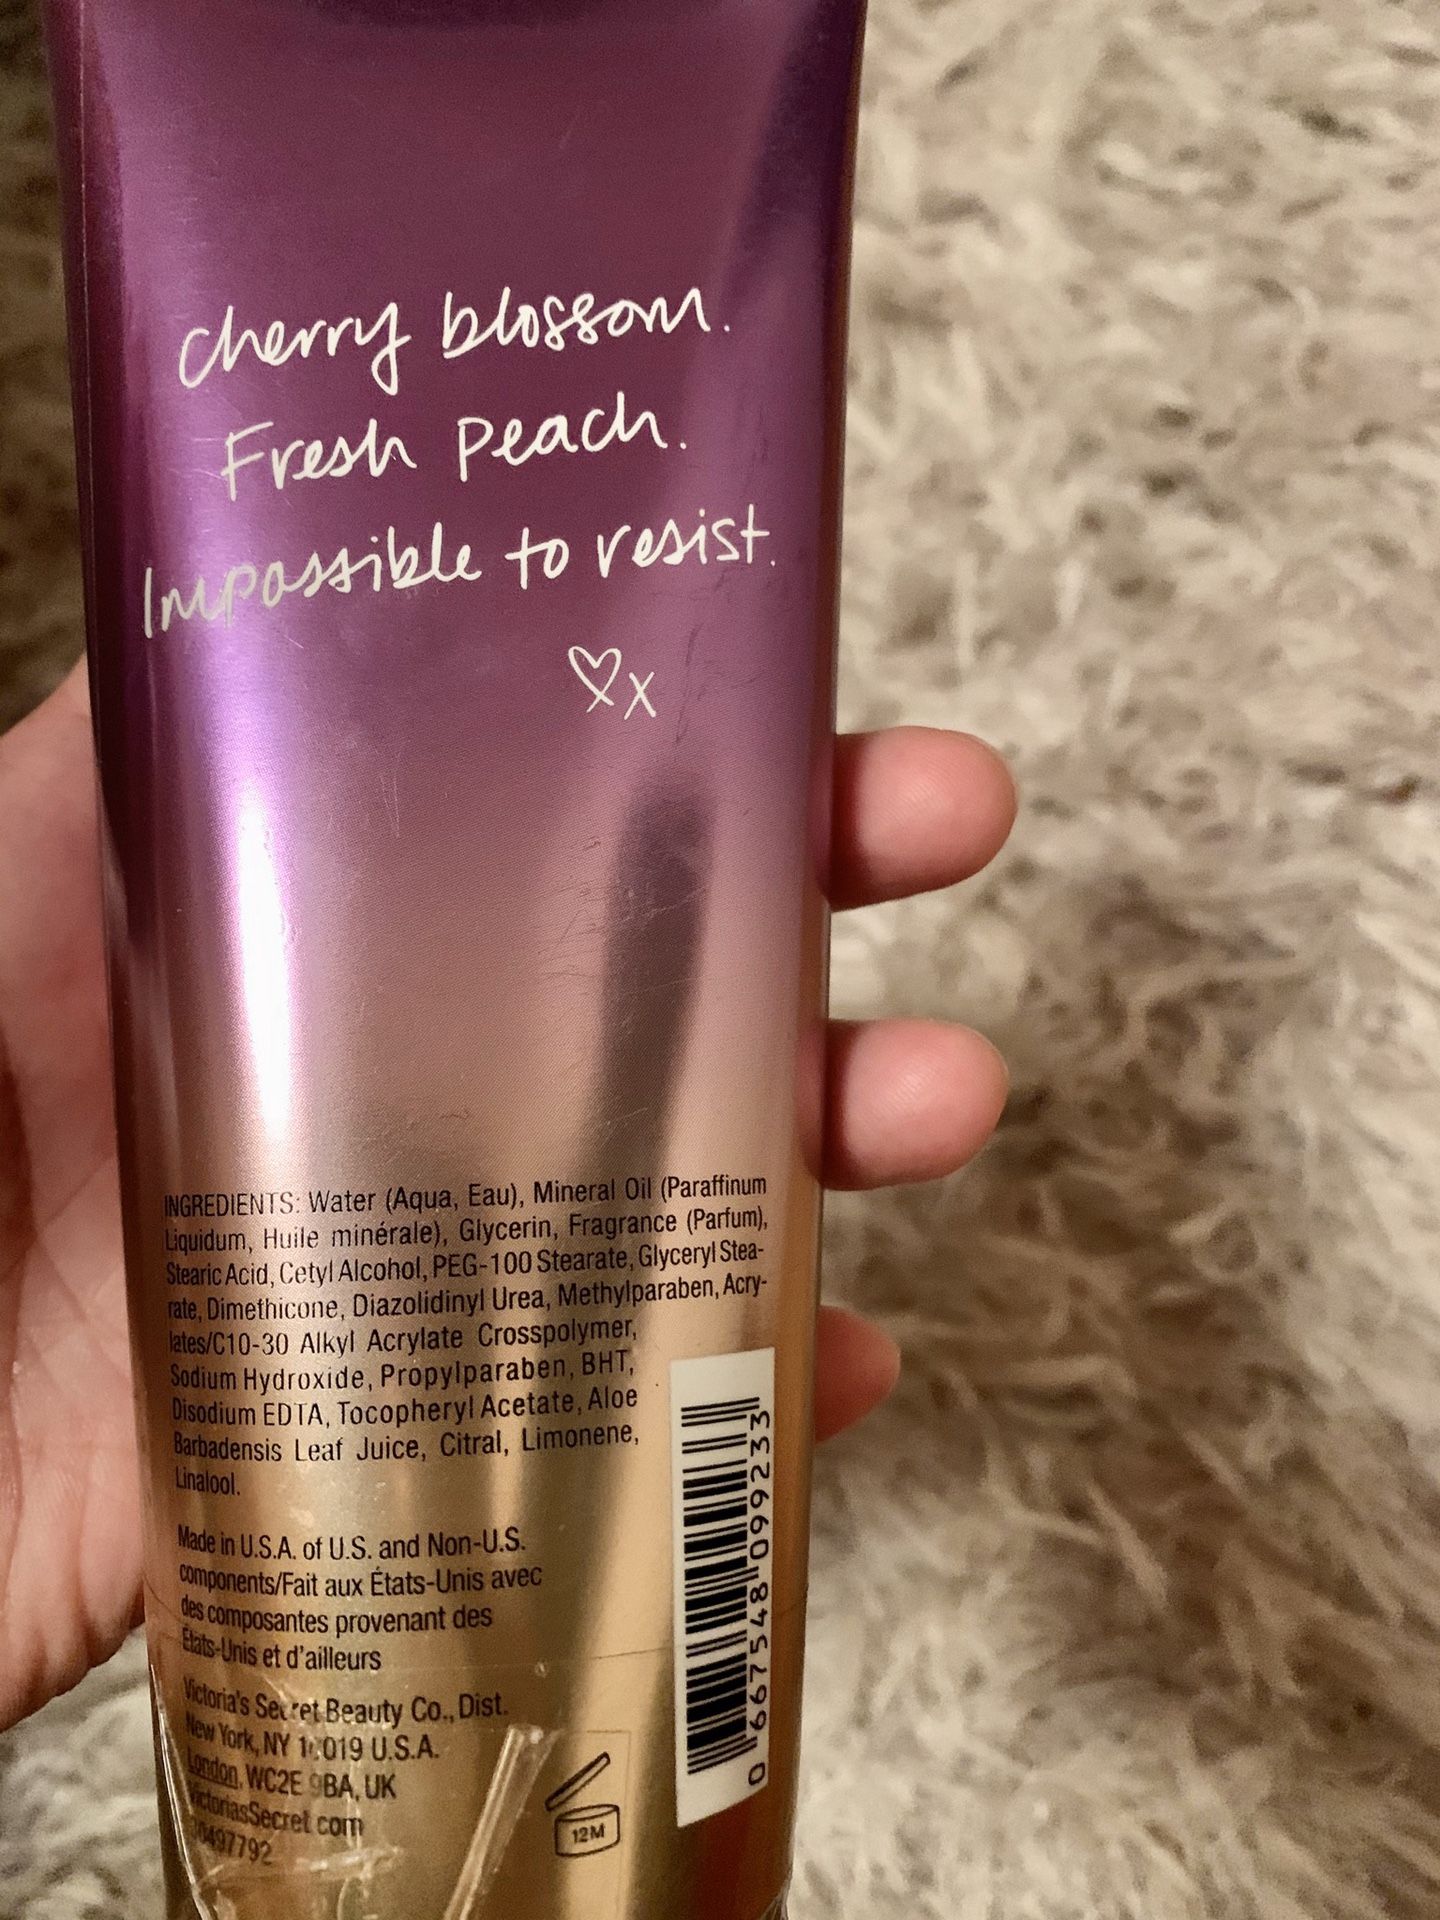 cherry blossom.
Fresh peach.
Impossible to resist.
x
INGREDIENTS: Water (Aqua, Eau), Mineral Oil (Paraffinum
Liquidum, Huile minérale), Glycerin, Fragrance (Parfum),
Stearic Acid, Cetyl Alcohol, PEG-100 Stearate, Glyceryl Stea-
rate, Dimethicone, Diazolidinyl Urea, Methylparaben, Acry-
lates/C10-30 Alkyl Acrylate Crosspolymer,
Sodium Hydroxide, Propylparaben, BHT,
Disodium EDTA, Tocopheryl Acetate, Aloe
Barbadensis Leaf Juice, Citral, Limonene,
Linalool.
Made in U.S.A. of U.S. and Non-U.S.
components/Fait aux États-Unis avec
des composantes provenant des
États-Unis et d'ailleurs
Victoria's Secret Beauty Co., Dist.
New York, NY 10019 U.S.A.
London, WC2E 9BA, UK
VictoriasSecret.com
0 667548 099233
12M